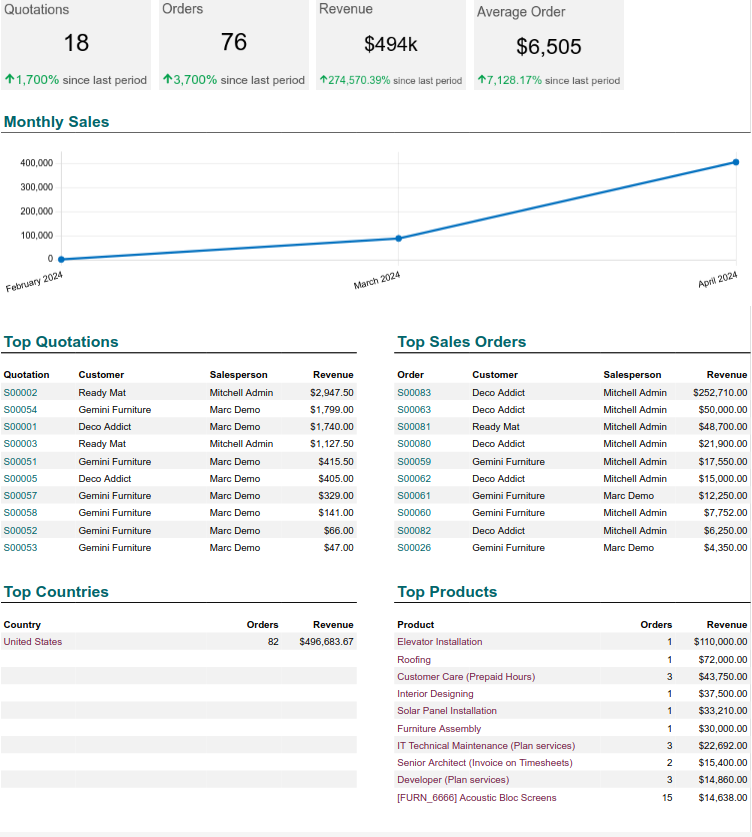 Quotations Orders Revenue Average Order
18 76 $494k $6,505
↑1,700% since last period ↑3,700% since last period ↑274,570.39% since last period ↑7,128.17% since last period
Monthly Sales
400,000
300,000
200,000
100,000
0
February 2024 March 2024 April 2024
Top Quotations
Quotation Customer Salesperson Revenue
S00002 Ready Mat Mitchell Admin $2,947.50
S00054 Gemini Furniture Marc Demo $1,799.00
S00001 Deco Addict Marc Demo $1,740.00
S00003 Ready Mat Mitchell Admin $1,127.50
S00051 Gemini Furniture Marc Demo $415.50
S00005 Deco Addict Marc Demo $405.00
S00057 Gemini Furniture Marc Demo $329.00
S00058 Gemini Furniture Marc Demo $141.00
S00052 Gemini Furniture Marc Demo $66.00
S00053 Gemini Furniture Marc Demo $47.00
Top Sales Orders
Order Customer Salesperson Revenue
S00083 Deco Addict Mitchell Admin $252,710.00
S00063 Deco Addict Mitchell Admin $50,000.00
S00081 Ready Mat Mitchell Admin $48,700.00
S00080 Deco Addict Mitchell Admin $21,900.00
S00059 Gemini Furniture Mitchell Admin $17,550.00
S00062 Deco Addict Mitchell Admin $15,000.00
S00061 Gemini Furniture Marc Demo $12,250.00
S00060 Gemini Furniture Mitchell Admin $7,752.00
S00082 Deco Addict Mitchell Admin $6,250.00
S00026 Gemini Furniture Marc Demo $4,350.00
Top Countries
Country Orders Revenue
United States 82 $496,683.67
Top Products
Product Orders Revenue
Elevator Installation 1 $110,000.00
Roofing 1 $72,000.00
Customer Care (Prepaid Hours) 3 $43,750.00
Interior Designing 1 $37,500.00
Solar Panel Installation 1 $33,210.00
Furniture Assembly 1 $30,000.00
IT Technical Maintenance (Plan services) 3 $22,692.00
Senior Architect (Invoice on Timesheets) 2 $15,400.00
Developer (Plan services) 3 $14,860.00
[FURN_6666] Acoustic Bloc Screens 15 $14,638.00